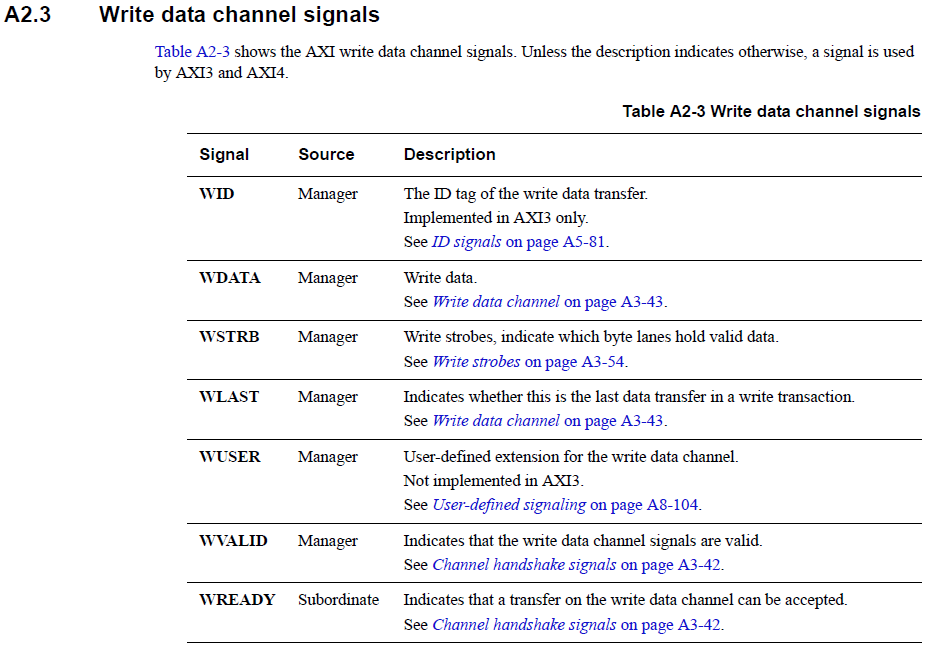 A2.3 Write data channel signals
Table A2-3 shows the AXI write data channel signals. Unless the description indicates otherwise, a signal is used
by AXI3 and AXI4.
Table A2-3 Write data channel signals
Signal Source Description
WID Manager The ID tag of the write data transfer.
Implemented in AXI3 only.
See ID signals on page A5-81.
WDATA Manager Write data.
See Write data channel on page A3-43.
WSTRB Manager Write strobes, indicate which byte lanes hold valid data.
See Write strobes on page A3-54.
WLAST Manager Indicates whether this is the last data transfer in a write transaction.
See Write data channel on page A3-43.
WUSER Manager User-defined extension for the write data channel.
Not implemented in AXI3.
See User-defined signaling on page A8-104.
WVALID Manager Indicates that the write data channel signals are valid.
See Channel handshake signals on page A3-42.
WREADY Subordinate Indicates that a transfer on the write data channel can be accepted.
See Channel handshake signals on page A3-42.